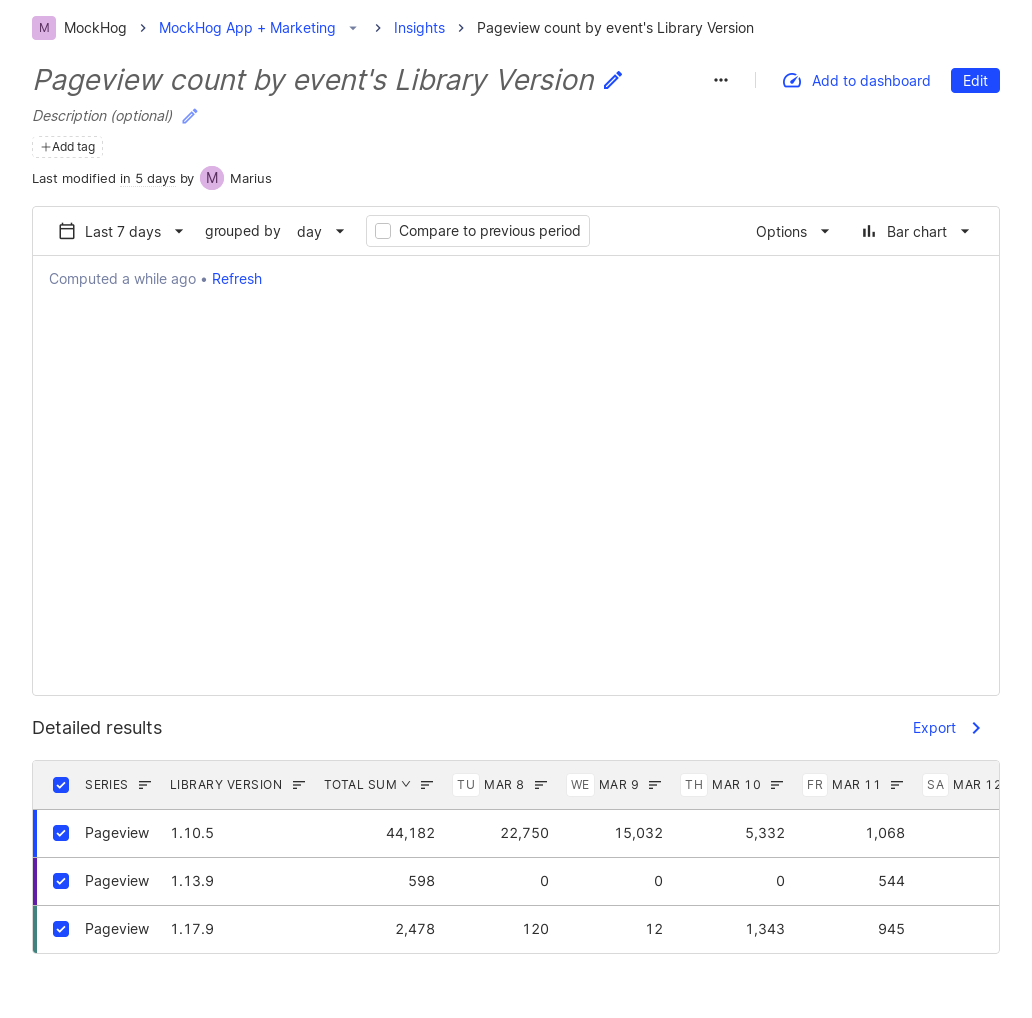 M MockHog MockHog App + Marketing Insights Pageview count by event's Library Version
Pageview count by event's Library Version Add to dashboard Edit
Description (optional)
Add tag
Last modified in 5 days by M Marius
Last 7 days grouped by day Compare to previous period Options Bar chart
Computed a while ago • Refresh
Detailed results Export
SERIES LIBRARY VERSION TOTAL SUM TU MAR 8 WE MAR 9 TH MAR 10 FR MAR 11 SA MAR 12
Pageview 1.10.5 44,182 22,750 15,032 5,332 1,068
Pageview 1.13.9 598 0 0 0 544
Pageview 1.17.9 2,478 120 12 1,343 945